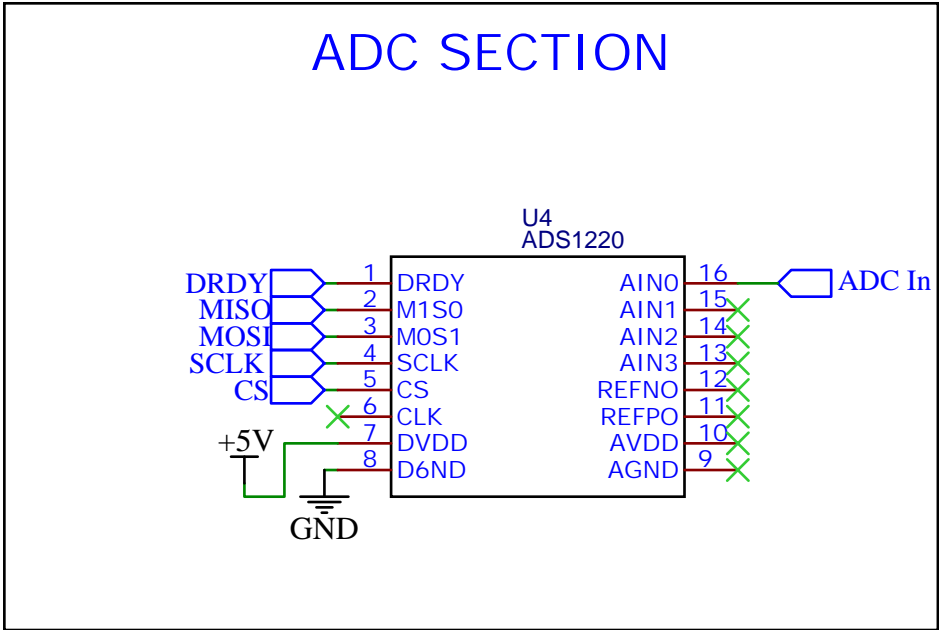 ADC SECTION
U4
ADS1220
DRDY 1 DRDY AIN0 16 ADC In
MISO 2 M1S0 AIN1 15
MOSI 3 M0S1 AIN2 14
SCLK 4 SCLK AIN3 13
CS 5 CS REFNO 12
6 CLK REFPO 11
+5V 7 DVDD AVDD 10
8 D6ND AGND 9
GND